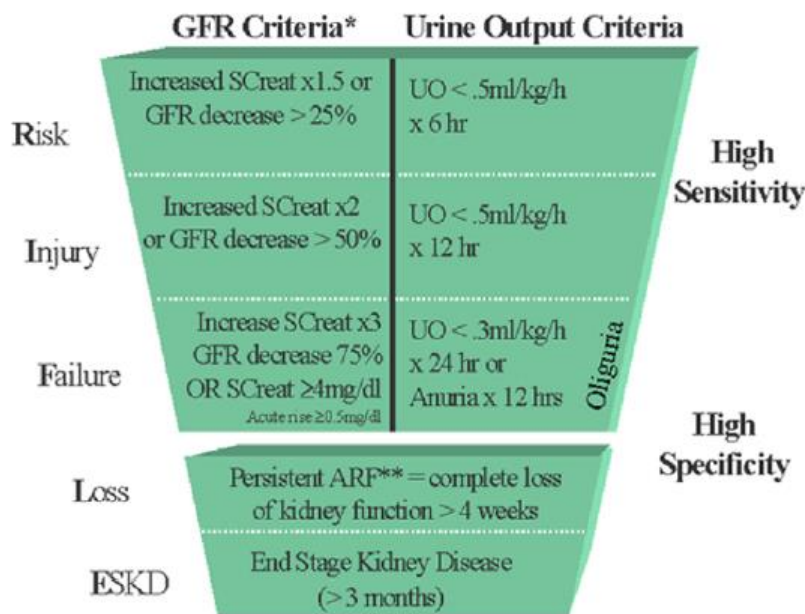 GFR Criteria* Urine Output Criteria
Risk
Increased SCreat x1.5 or
GFR decrease > 25%
UO < .5ml/kg/h
x 6 hr
High
Sensitivity
Injury
Increased SCreat x2
or GFR decrease > 50%
UO < .5ml/kg/h
x 12 hr
Failure
Increase SCreat x3
GFR decrease 75%
OR SCreat ≥4mg/dl
Acute rise ≥0.5mg/dl
UO < .3ml/kg/h
x 24 hr or
Anuria x 12 hrs
Oliguria
High
Specificity
Loss
Persistent ARF** = complete loss
of kidney function > 4 weeks
ESKD
End Stage Kidney Disease
(> 3 months)